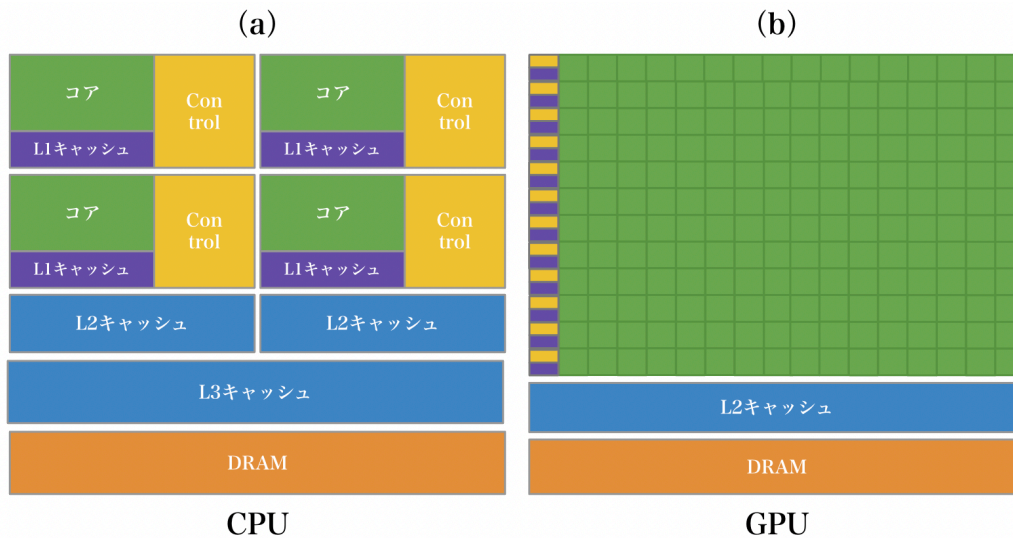 (a)
コア
Con
trol
L1キャッシュ
コア
Con
trol
L1キャッシュ
コア
Con
trol
L1キャッシュ
コア
Con
trol
L1キャッシュ
L2キャッシュ
L2キャッシュ
L3キャッシュ
DRAM
CPU
(b)
L2キャッシュ
DRAM
GPU